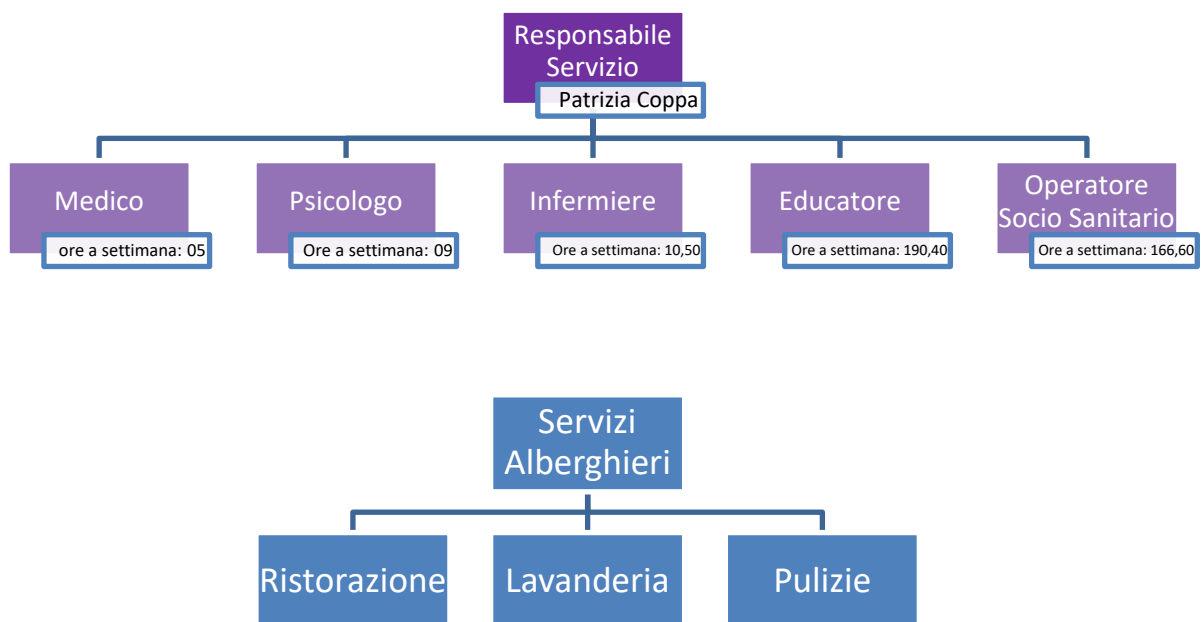 Responsabile
Servizio
Patrizia Coppa
Medico
ore a settimana: 05
Psicologo
Ore a settimana: 09
Infermiere
Ore a settimana: 10,50
Educatore
Ore a settimana: 190,40
Operatore
Socio Sanitario
Ore a settimana: 166,60
Servizi
Alberghieri
Ristorazione
Lavanderia
Pulizie